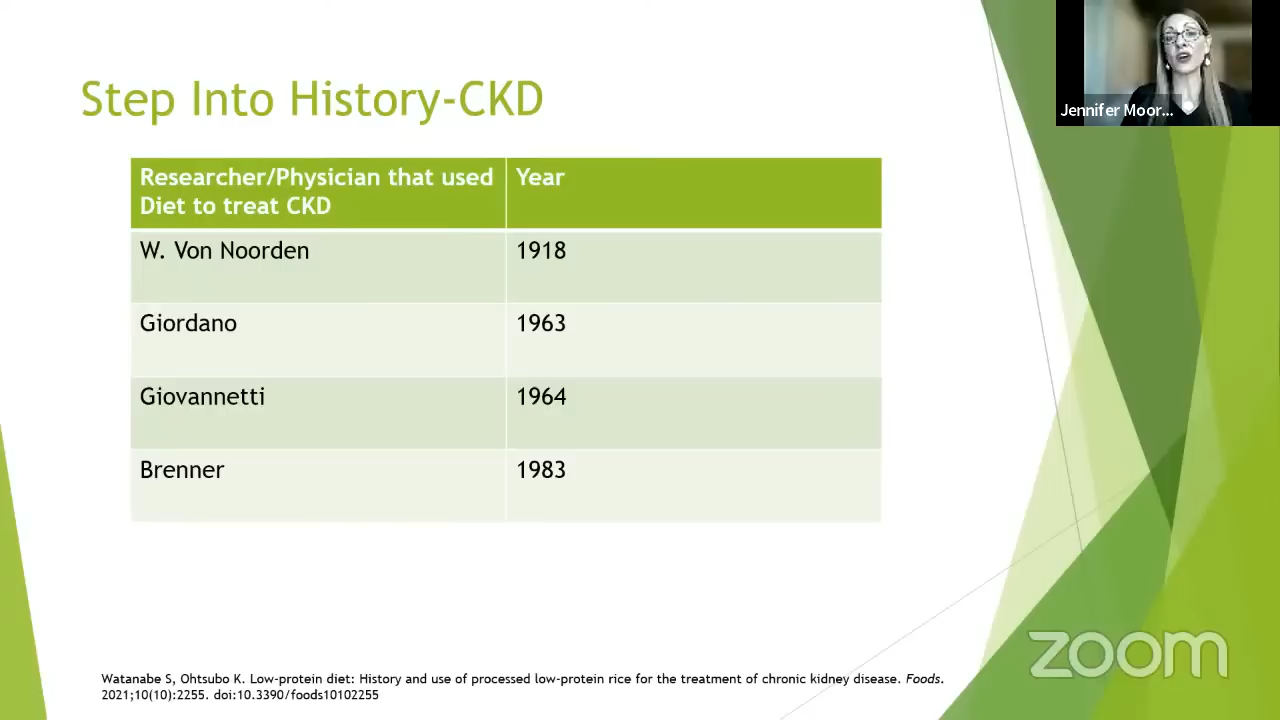 Step Into History-CKD
Jennifer Moor...
Researcher/Physician that used Year
Diet to treat CKD
W. Von Noorden 1918
Giordano 1963
Giovannetti 1964
Brenner 1983
Watanabe S, Ohtsubo K. Low-protein diet: History and use of processed low-protein rice for the treatment of chronic kidney disease. Foods.
2021;10(10):2255. doi:10.3390/foods10102255
zoom